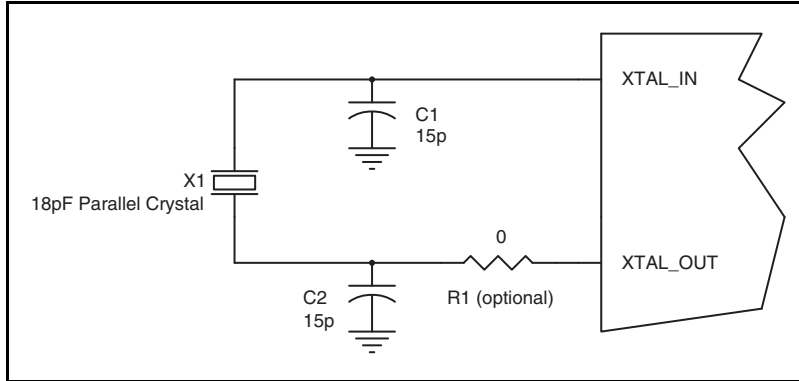 XTAL_IN
C1
15p
X1
18pF Parallel Crystal
0
XTAL_OUT
C2
15p
R1 (optional)